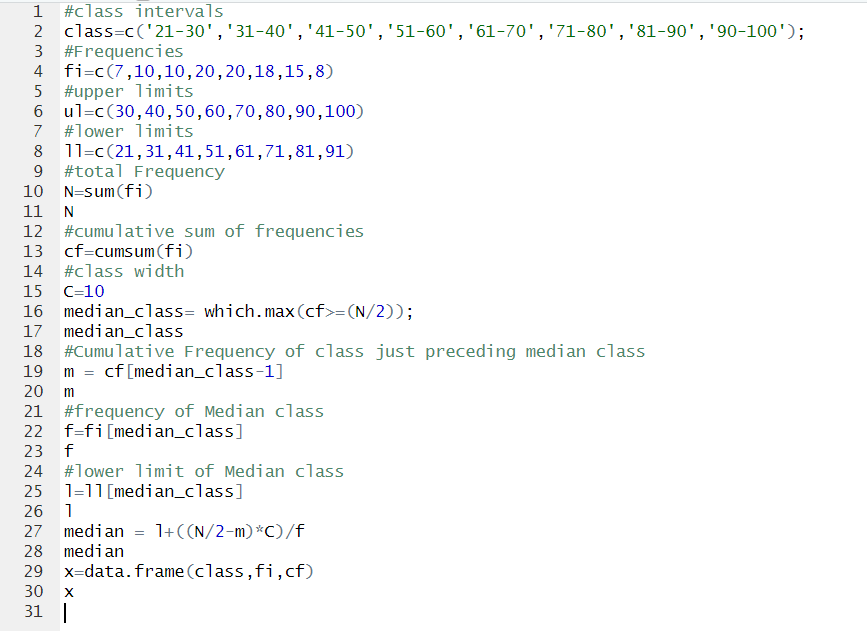 1 #class intervals
2 class=c('21-30','31-40','41-50','51-60','61-70','71-80','81-90','90-100');
3 #Frequencies
4 fi=c(7,10,10,20,20,18,15,8)
5 #upper limits
6 ul=c(30,40,50,60,70,80,90,100)
7 #lower limits
8 ll=c(21,31,41,51,61,71,81,91)
9 #total Frequency
10 N=sum(fi)
11 N
12 #cumulative sum of frequencies
13 cf=cumsum(fi)
14 #class width
15 C=10
16 median_class= which.max(cf>=(N/2));
17 median_class
18 #Cumulative Frequency of class just preceding median class
19 m = cf[median_class-1]
20 m
21 #frequency of Median class
22 f=fi[median_class]
23 f
24 #lower limit of Median class
25 l=ll[median_class]
26 l
27 median = l+((N/2-m)*C)/f
28 median
29 x=data.frame(class,fi,cf)
30 x
31